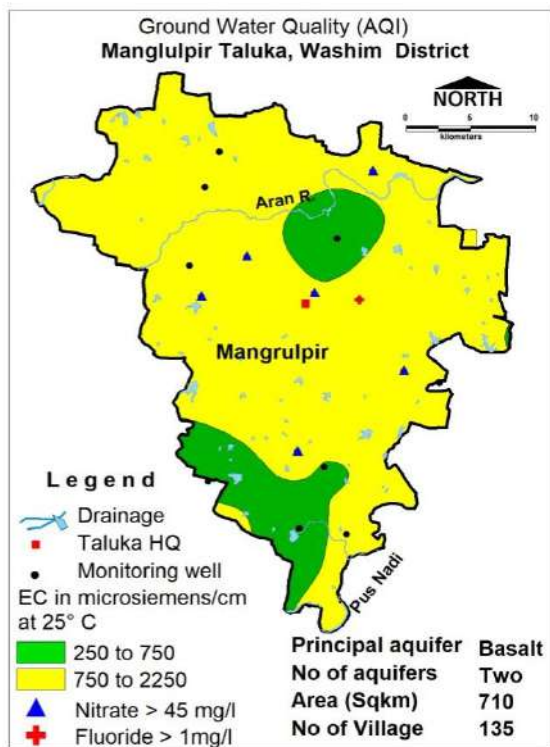 Ground Water Quality (AQI)
Manglulpir Taluka, Washim District
NORTH
0 5 10
kilometers
Aran R.
Mangrulpir
Pus Nadi
Legend
Drainage
Taluka HQ
Monitoring well
EC in microsiemens/cm
at 25° C
250 to 750
750 to 2250
Nitrate > 45 mg/l
Fluoride > 1mg/l
Principal aquifer Basalt
No of aquifers Two
Area (Sqkm) 710
No of Village 135